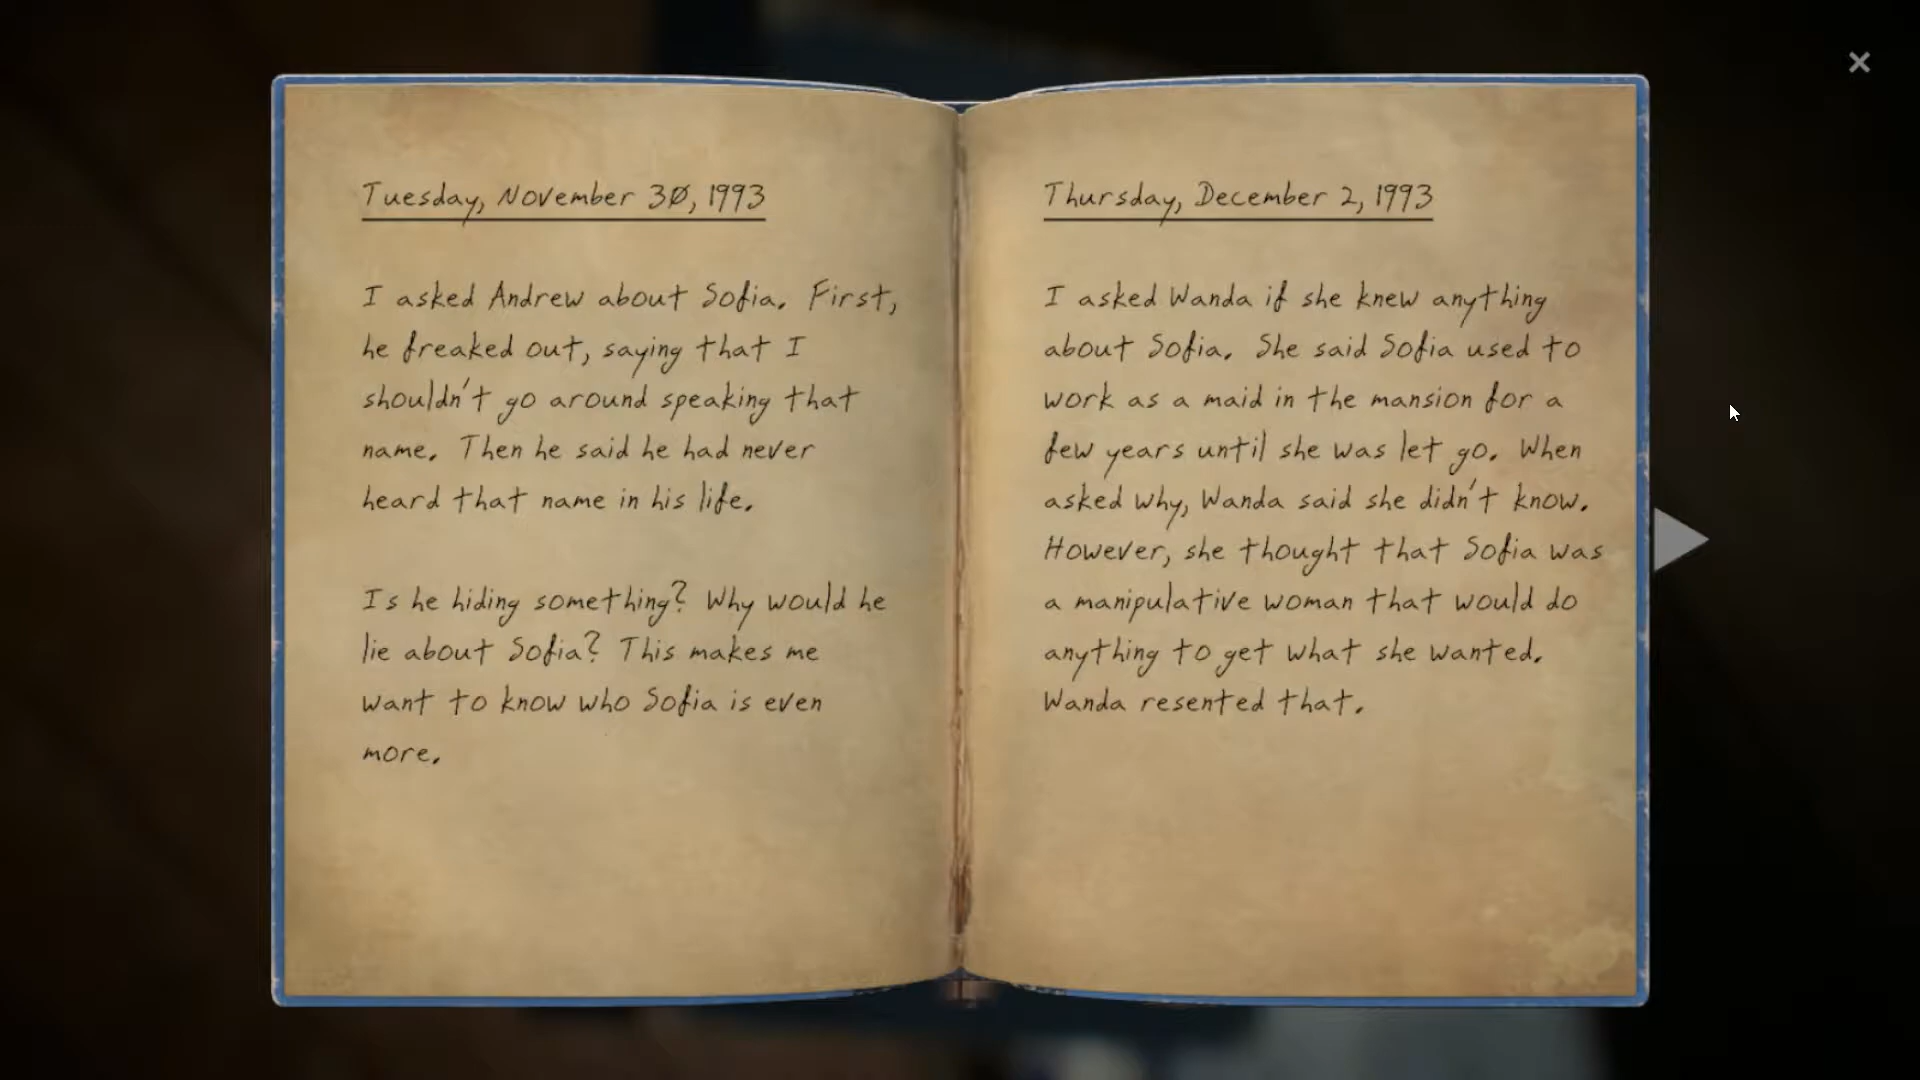 Tuesday, November 30, 1993
I asked Andrew about Sofia. First,
he freaked out, saying that I
shouldn't go around speaking that
name. Then he said he had never
heard that name in his life.
Is he hiding something? Why would he
lie about Sofia? This makes me
want to know who Sofia is even
more.
Thursday, December 2, 1993
I asked Wanda if she knew anything
about Sofia. She said Sofia used to
work as a maid in the mansion for a
few years until she was let go. When
asked why, Wanda said she didn't know.
However, she thought that Sofia was
a manipulative woman that would do
anything to get what she wanted.
Wanda resented that.